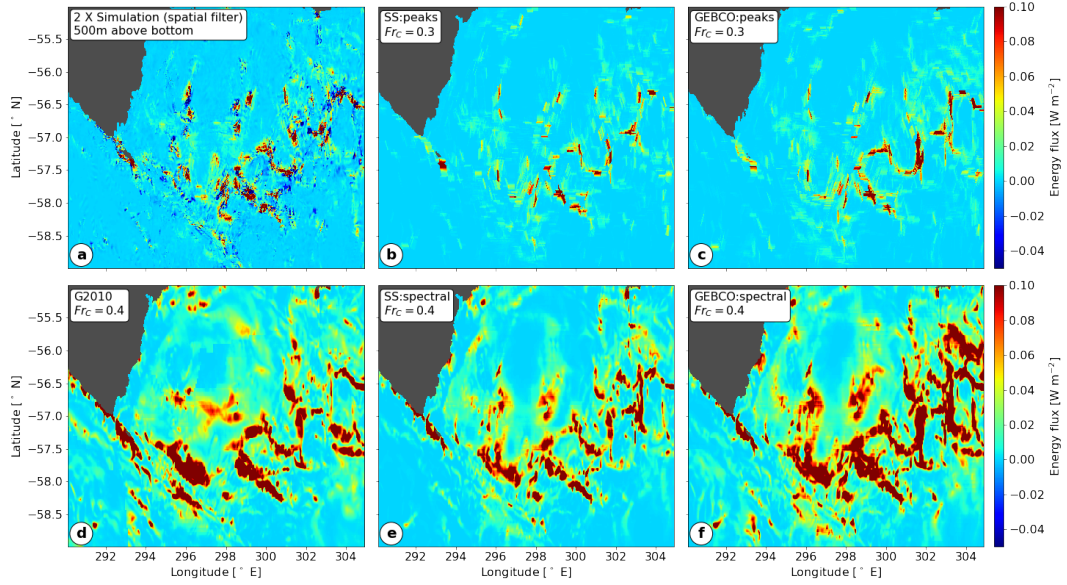 2 X Simulation (spatial filter)
500m above bottom
SS:peaks
Fr_C = 0.3
GEBCO:peaks
Fr_C = 0.3
−55.5
−56.0
−56.5
−57.0
−57.5
−58.0
−58.5
Latitude [° N]
a
b
c
0.10
0.08
0.06
0.04
0.02
0.00
−0.02
−0.04
Energy flux [W m⁻²]
G2010
Fr_C = 0.4
SS:spectral
Fr_C = 0.4
GEBCO:spectral
Fr_C = 0.4
−55.5
−56.0
−56.5
−57.0
−57.5
−58.0
−58.5
Latitude [° N]
d
e
f
0.10
0.08
0.06
0.04
0.02
0.00
−0.02
−0.04
Energy flux [W m⁻²]
292 294 296 298 300 302 304
292 294 296 298 300 302 304
292 294 296 298 300 302 304
Longitude [° E]
Longitude [° E]
Longitude [° E]